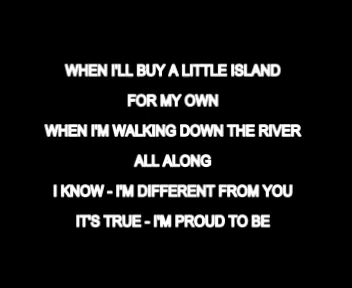 WHEN I'LL BUY A LITTLE ISLAND
FOR MY OWN
WHEN I'M WALKING DOWN THE RIVER
ALL ALONG
I KNOW - I'M DIFFERENT FROM YOU
IT'S TRUE - I'M PROUD TO BE